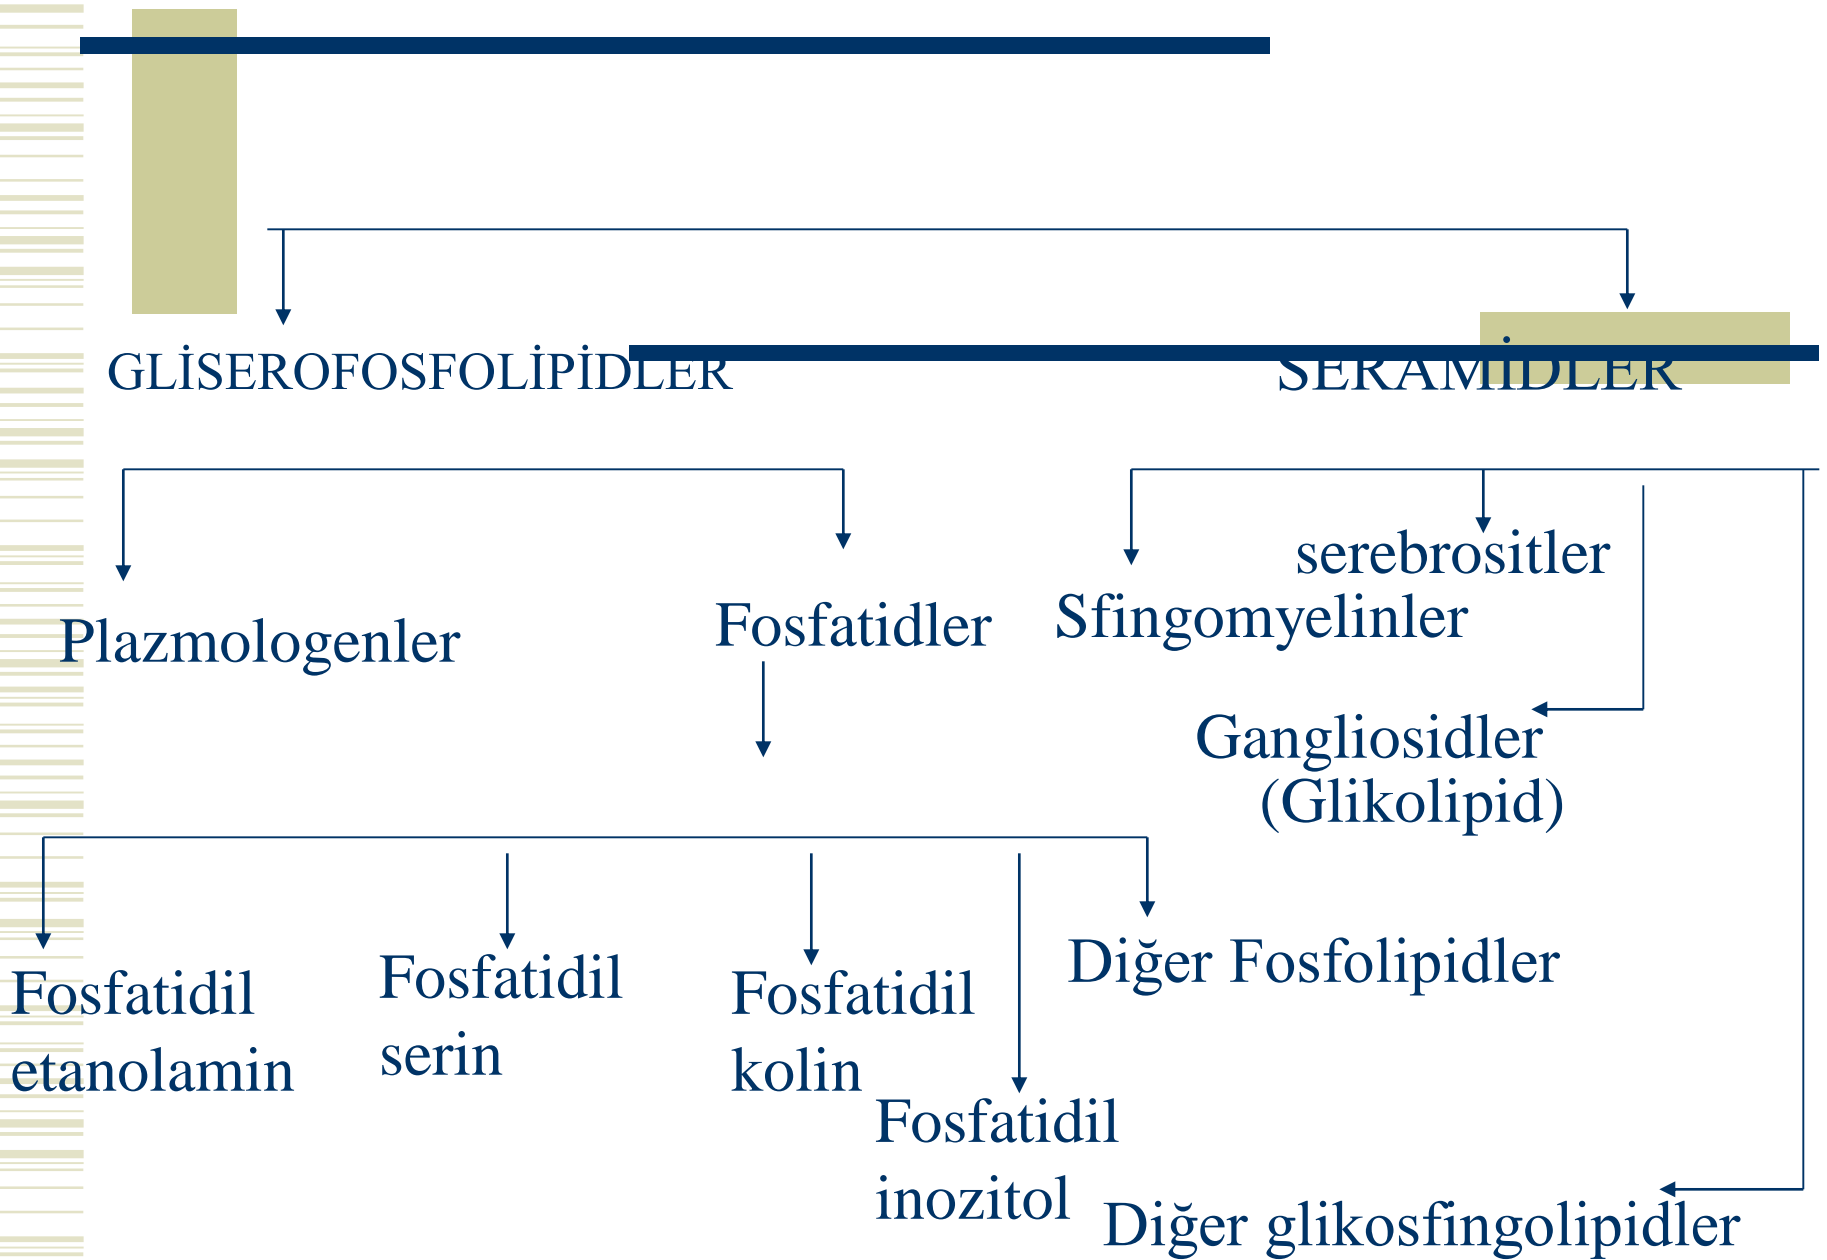 GLİSEROFOSFOLİPİDLER
SERAMİDLER
Plazmologenler
Fosfatidler
serebrositler
Sfingomyelinler
Gangliosidler
(Glikolipid)
Fosfatidil
etanolamin
Fosfatidil
serin
Fosfatidil
kolin
Fosfatidil
inozitol
Diğer Fosfolipidler
Diğer glikosfingolipidler